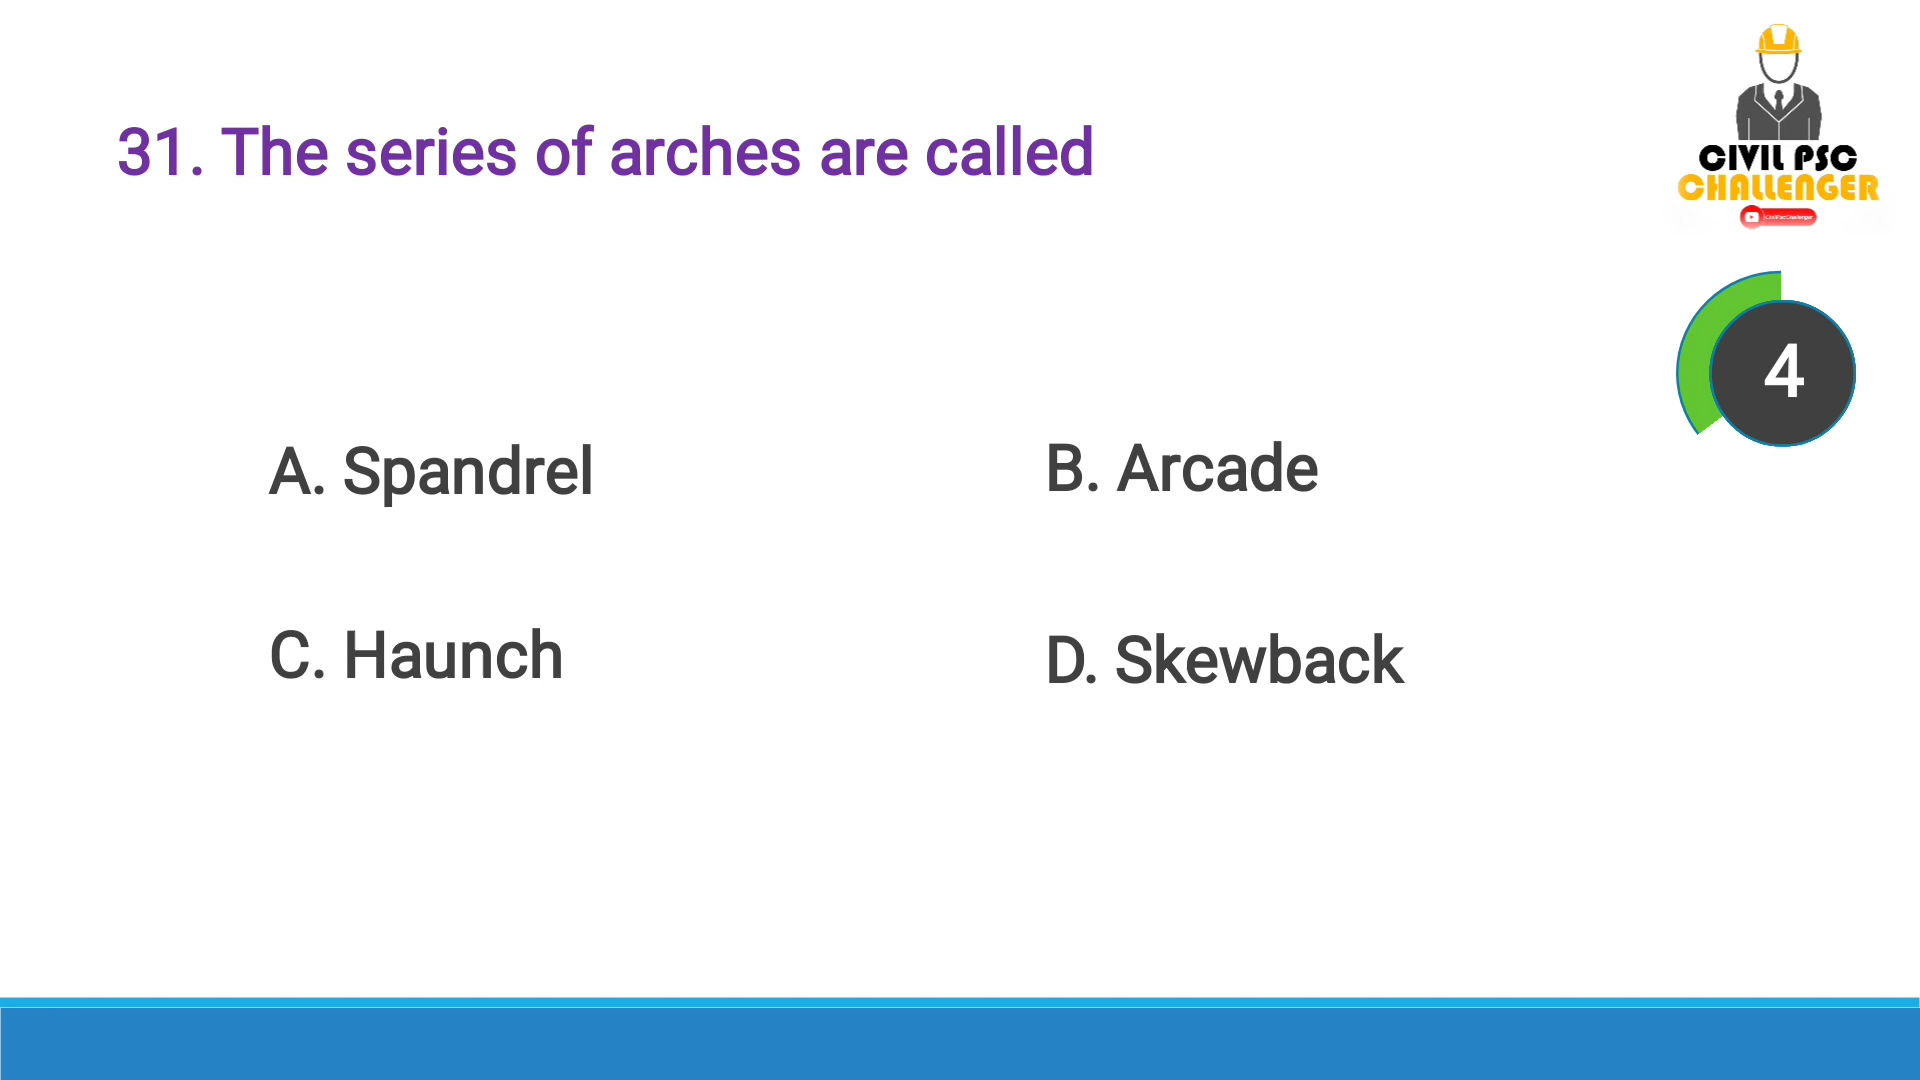 31. The series of arches are called
CIVIL PSC
CHALLENGER
4
A. Spandrel
B. Arcade
C. Haunch
D. Skewback